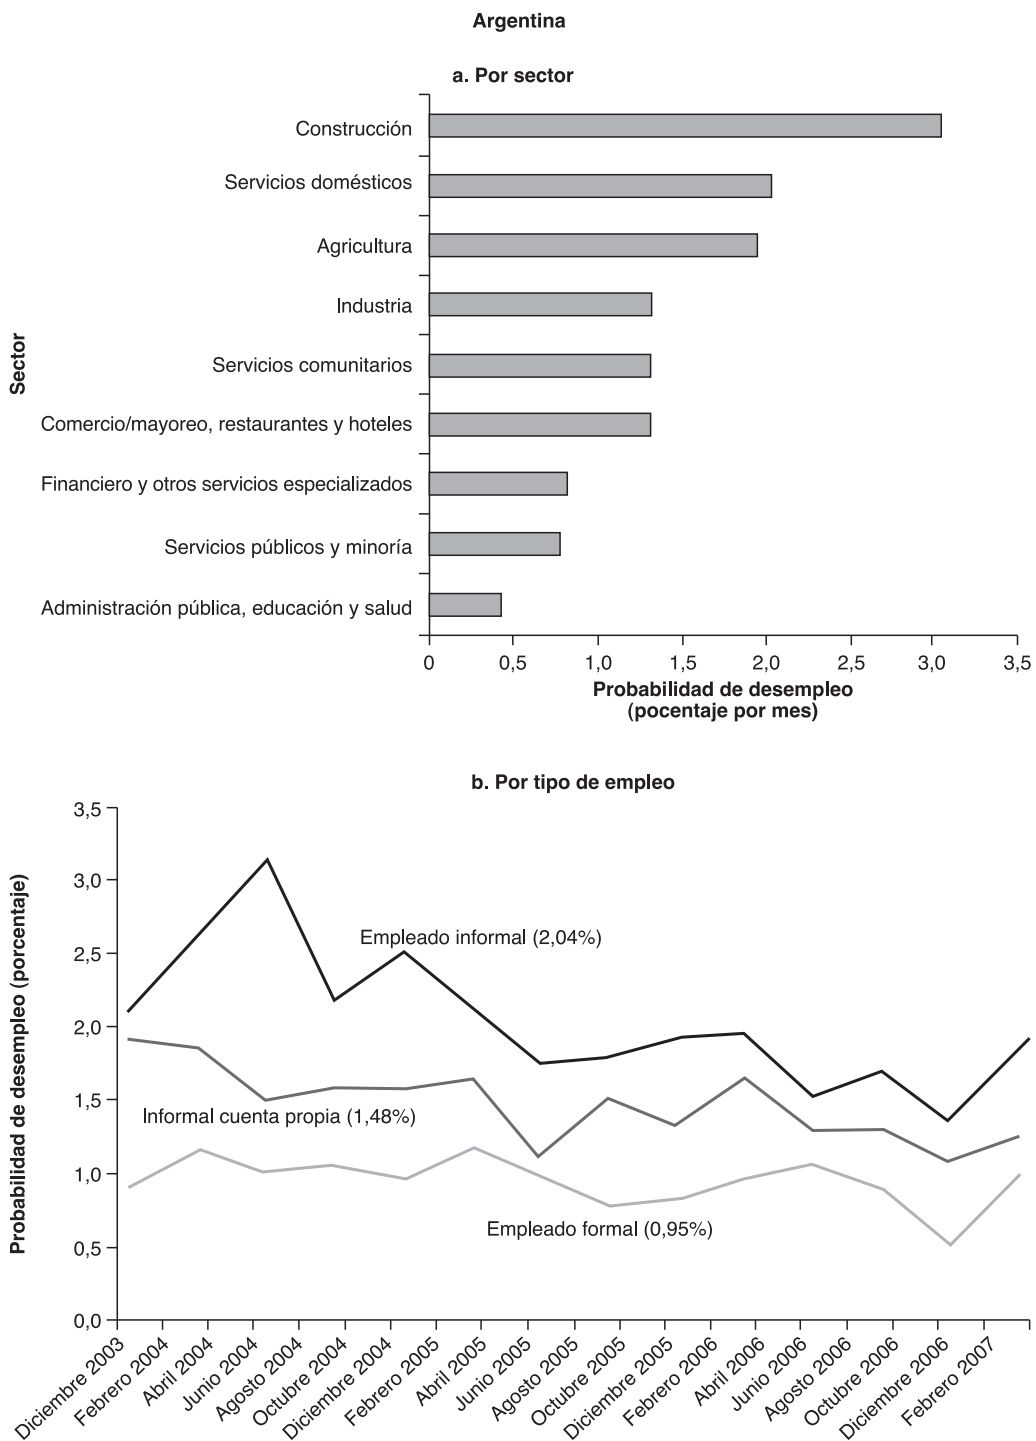 Argentina
a. Por sector
Sector
Construcción
Servicios domésticos
Agricultura
Industria
Servicios comunitarios
Comercio/mayoreo, restaurantes y hoteles
Financiero y otros servicios especializados
Servicios públicos y minoría
Administración pública, educación y salud
0 0,5 1,0 1,5 2,0 2,5 3,0 3,5
Probabilidad de desempleo
(pocentaje por mes)
b. Por tipo de empleo
Probabilidad de desempleo (porcentaje)
3,5
3,0
2,5
2,0
1,5
1,0
0,5
0,0
Empleado informal (2,04%)
Informal cuenta propia (1,48%)
Empleado formal (0,95%)
Diciembre 2003
Febrero 2004
Abril 2004
Junio 2004
Agosto 2004
Octubre 2004
Diciembre 2004
Febrero 2005
Abril 2005
Junio 2005
Agosto 2005
Octubre 2005
Diciembre 2005
Febrero 2006
Abril 2006
Junio 2006
Agosto 2006
Octubre 2006
Diciembre 2006
Febrero 2007